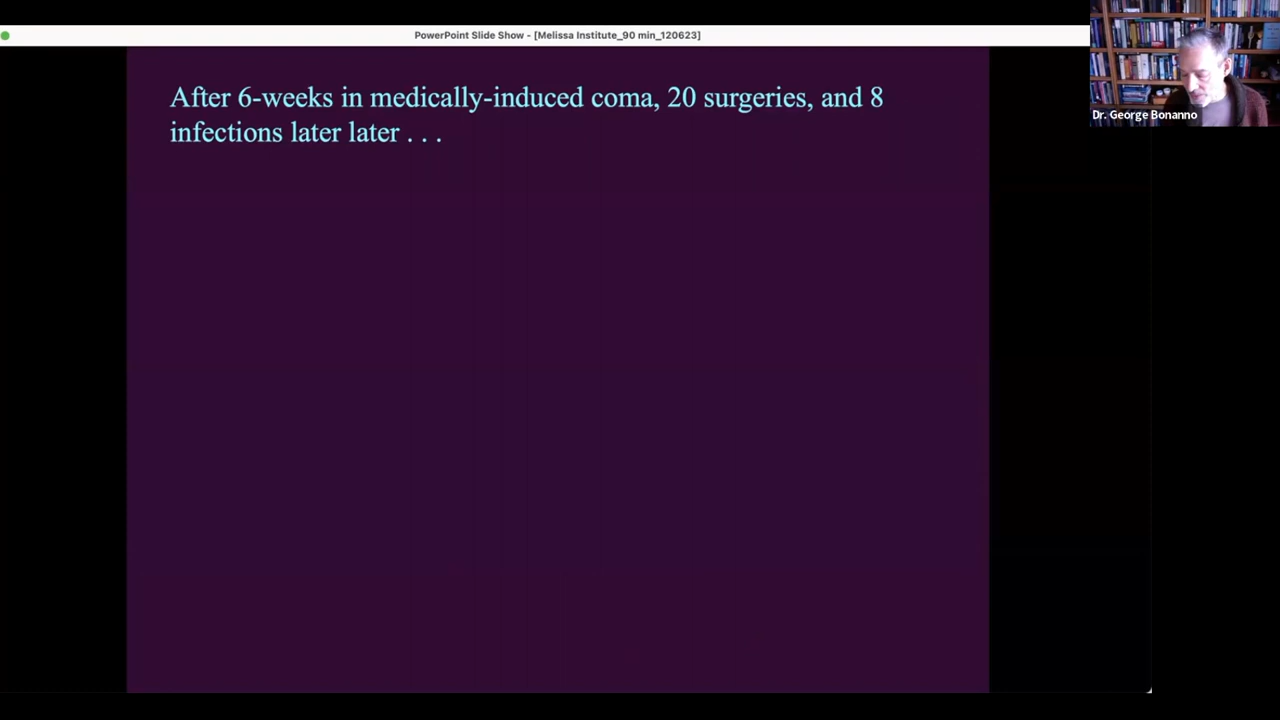 PowerPoint Slide Show - [Melissa Institute_90 min_120623]
After 6-weeks in medically-induced coma, 20 surgeries, and 8
infections later later . . .
Dr. George Bonanno